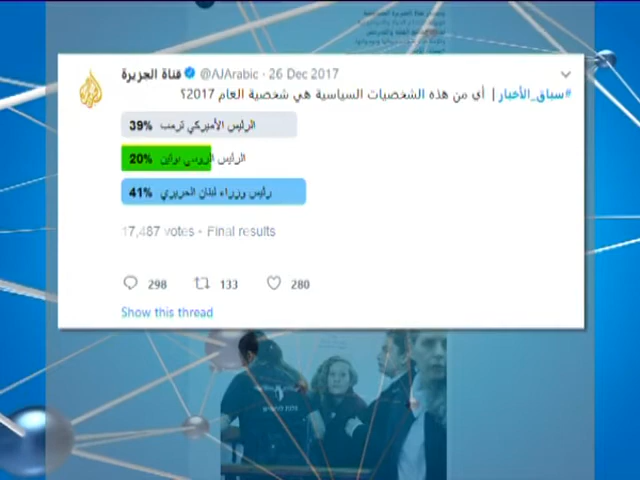 قناة الجزيرة @AJArabic · 26 Dec 2017
#سباق_الأخبار | أي من هذه الشخصيات السياسية هي شخصية العام 2017؟
39% الرئيس الأميركي ترمب
20% الرئيس الروسي بوتين
41% رئيس وزراء لبنان الحريري
17,487 votes · Final results
298 133 280
Show this thread